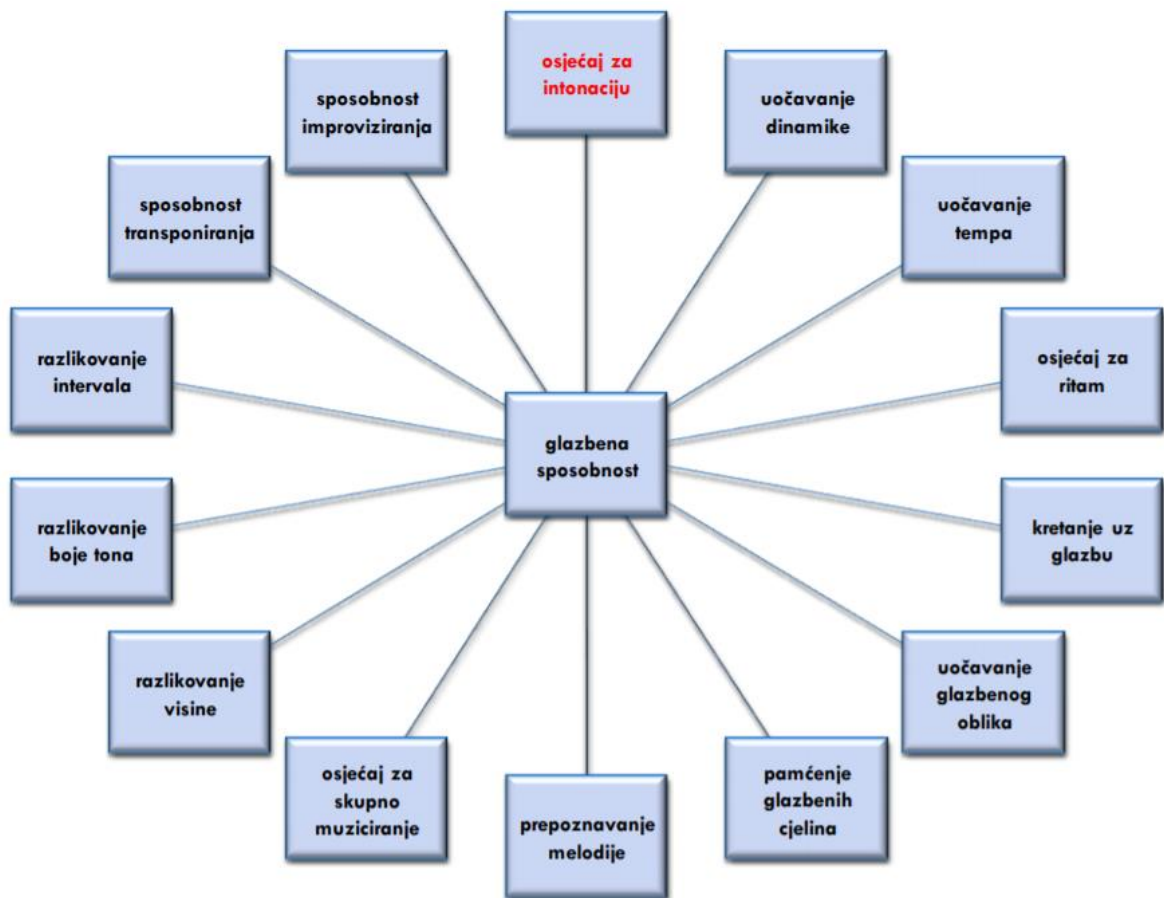 osjećaj za
intonaciju
uočavanje
dinamike
uočavanje
tempa
osjećaj za
ritam
kretanje uz
glazbu
uočavanje
glazbenog
oblika
pamćenje
glazbenih
cjelina
prepoznavanje
melodije
osjećaj za
skupno
muziciranje
razlikovanje
visine
razlikovanje
boje tona
razlikovanje
intervala
sposobnost
transponiranja
sposobnost
improviziranja
glazbena
sposobnost